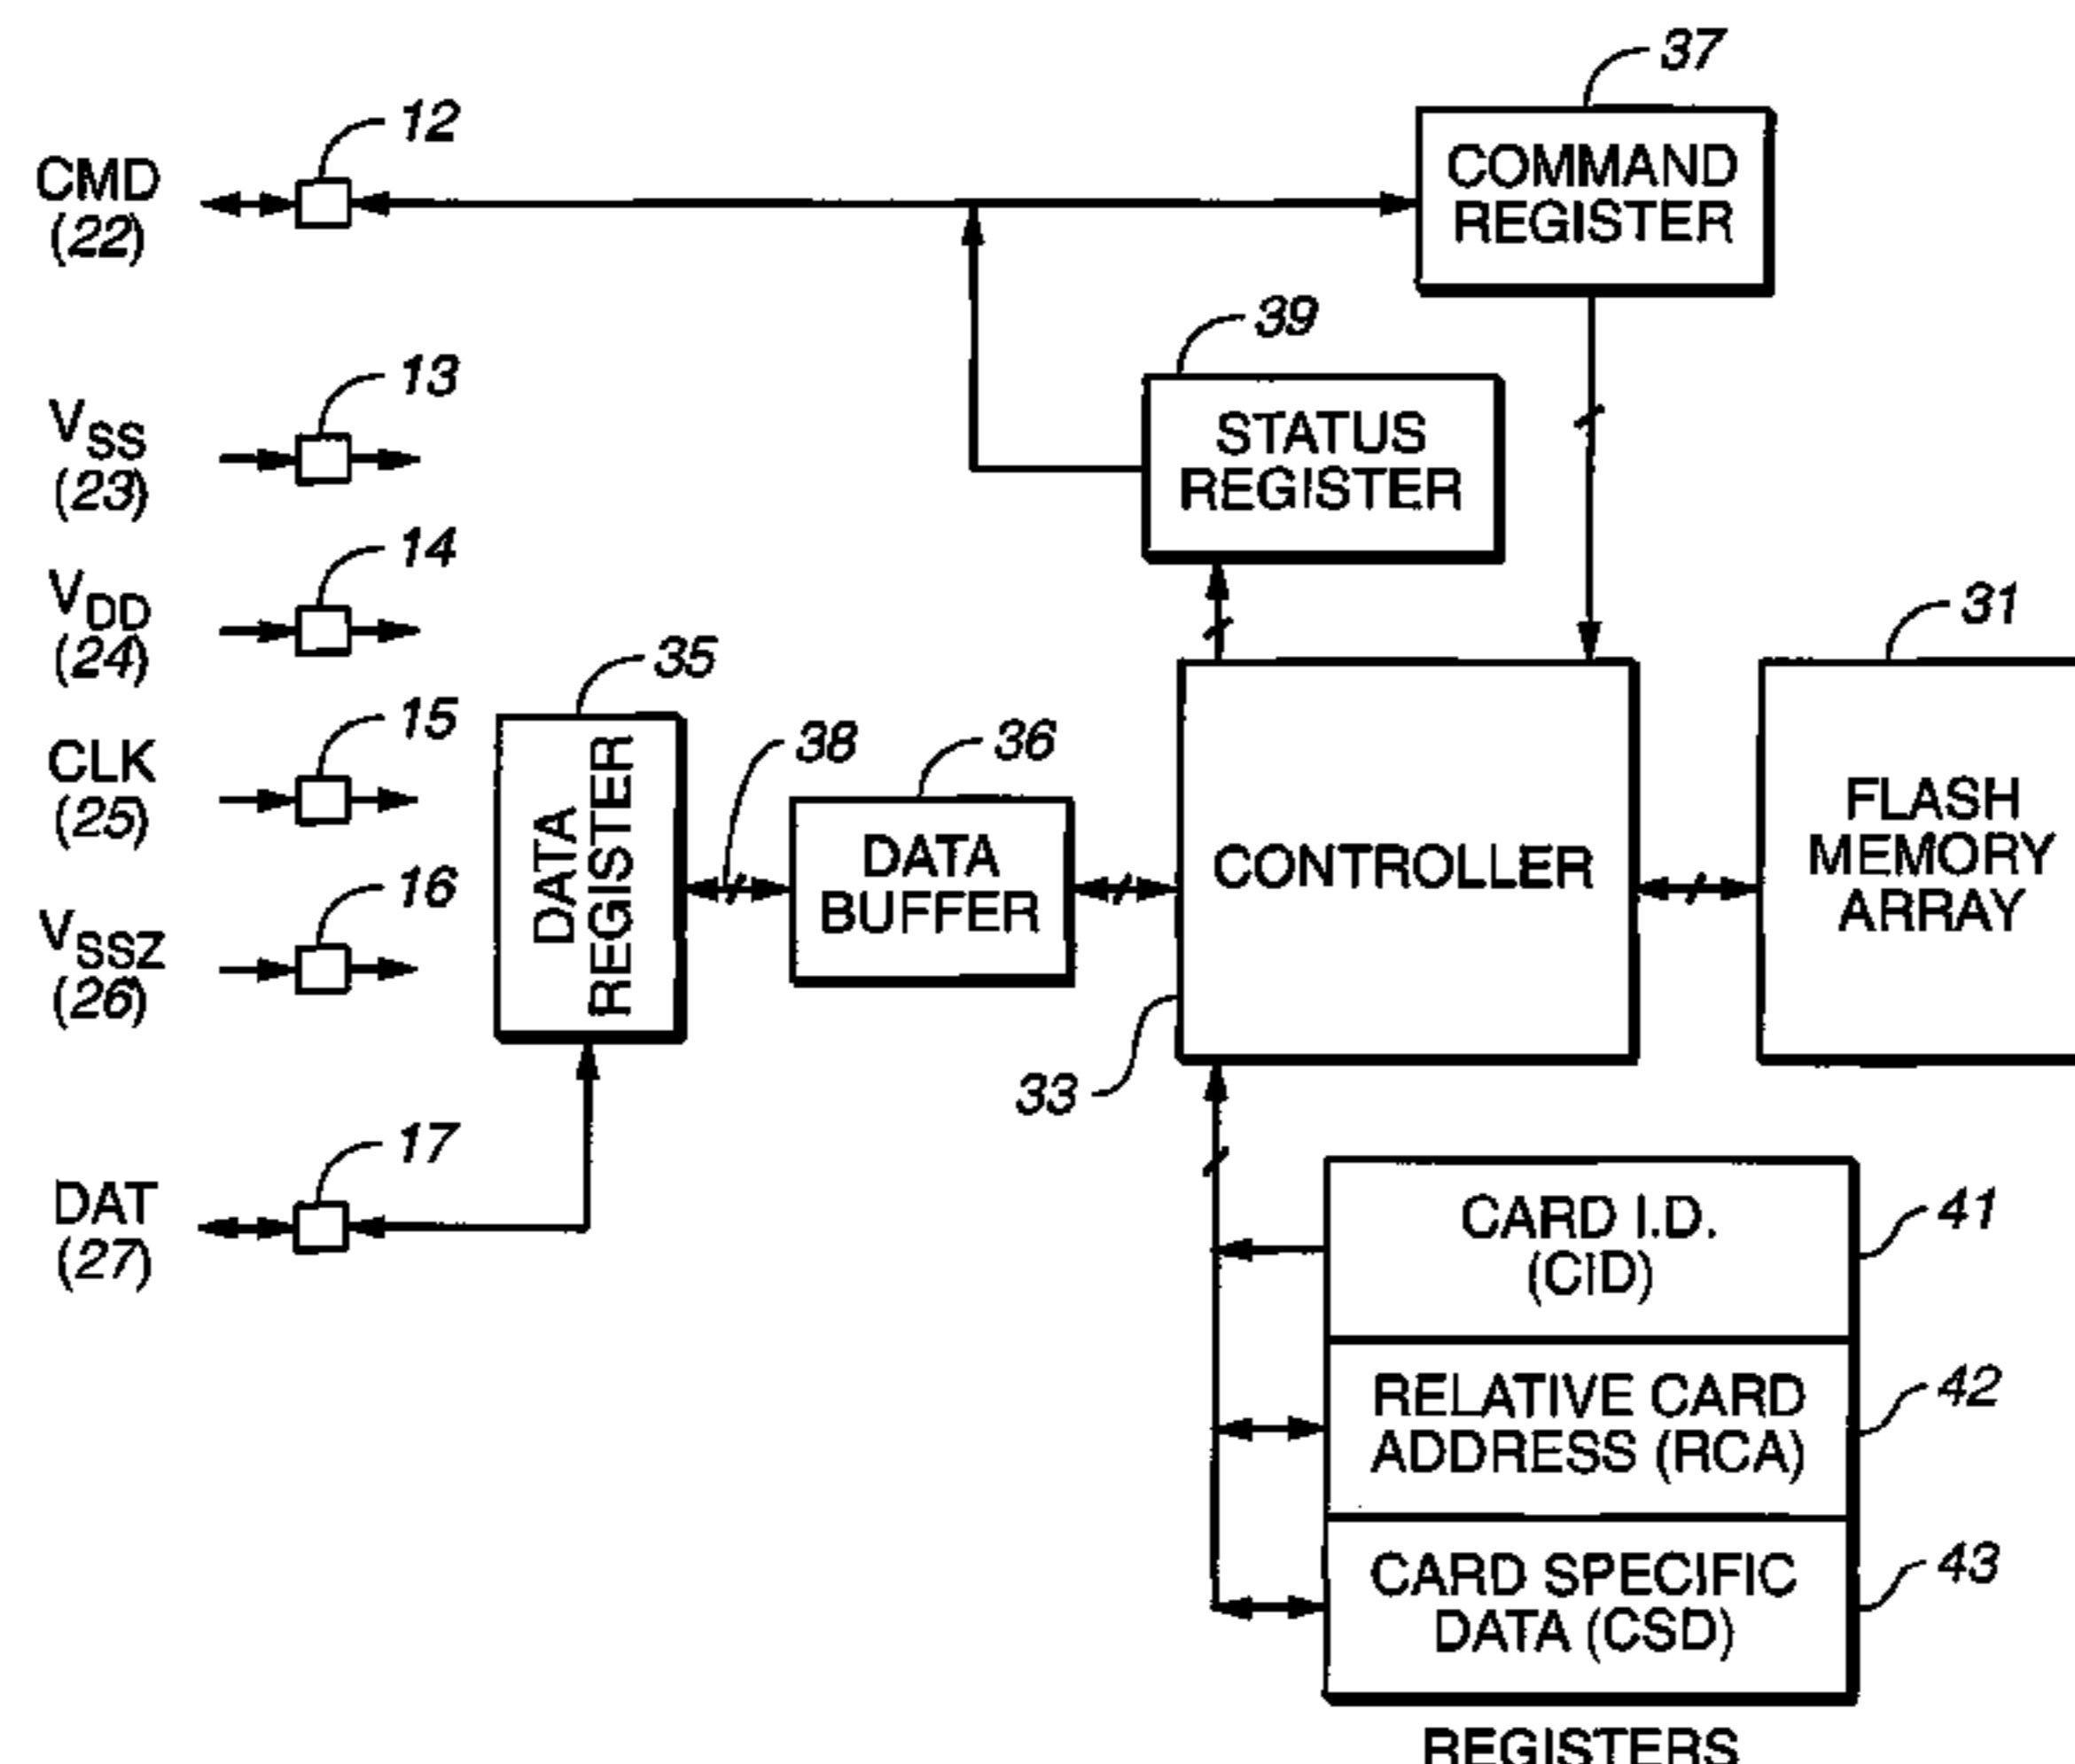 37
12
CMD
(22)
COMMAND
REGISTER
39
13
VSS
(23)
STATUS
REGISTER
14
VDD
(24)
31
35
15
38
36
CLK
(25)
DATA
REGISTER
DATA
BUFFER
CONTROLLER
FLASH
MEMORY
ARRAY
16
VSSZ
(26)
33
17
DAT
(27)
CARD I.D.
(CID)
41
RELATIVE CARD
ADDRESS (RCA)
42
CARD SPECIFIC
DATA (CSD)
43
REGISTERS